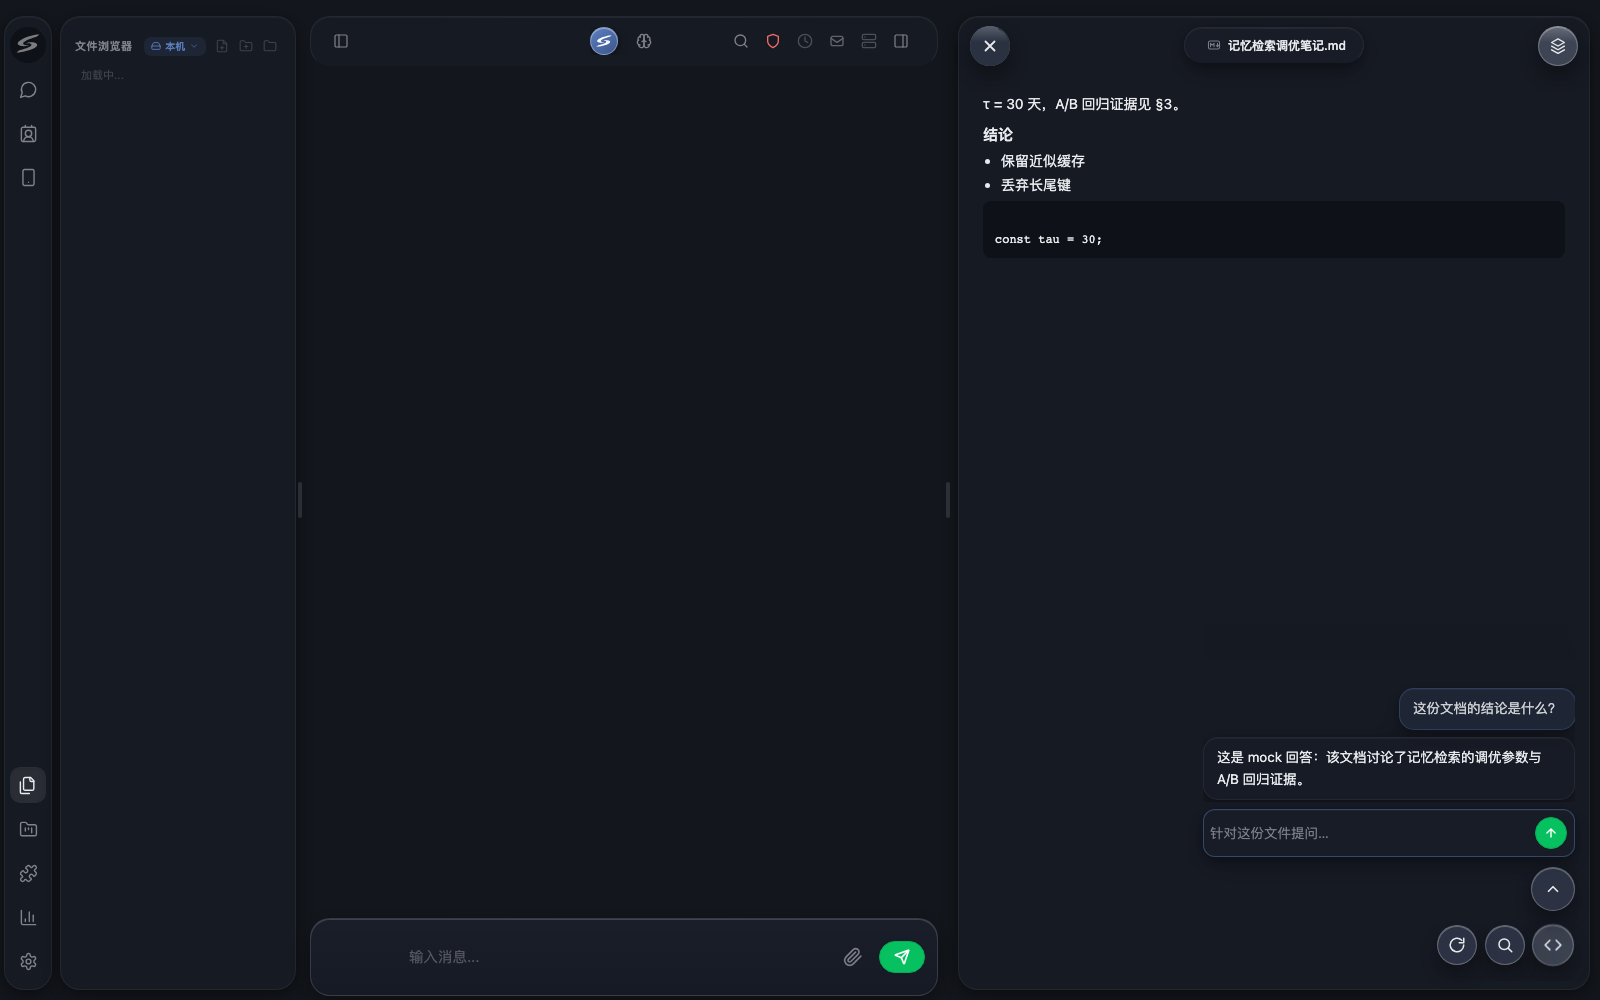 文件浏览器
本机
加载中...
输入消息...
记忆检索调优笔记.md
τ = 30 天，A/B 回归证据见 §3。
结论
保留近似缓存
丢弃长尾键
const tau = 30;
这份文档的结论是什么?
这是 mock 回答：该文档讨论了记忆检索的调优参数与
A/B 回归证据。
针对这份文件提问...